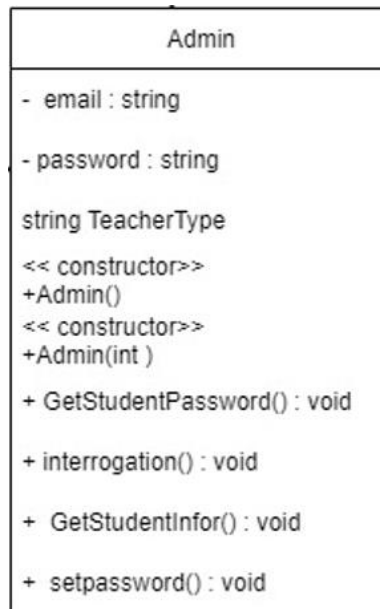 Admin
- email : string
- password : string
string TeacherType
<< constructor>>
+Admin()
<< constructor>>
+Admin(int )
+ GetStudentPassword() : void
+ interrogation() : void
+ GetStudentInfor() : void
+ setpassword() : void